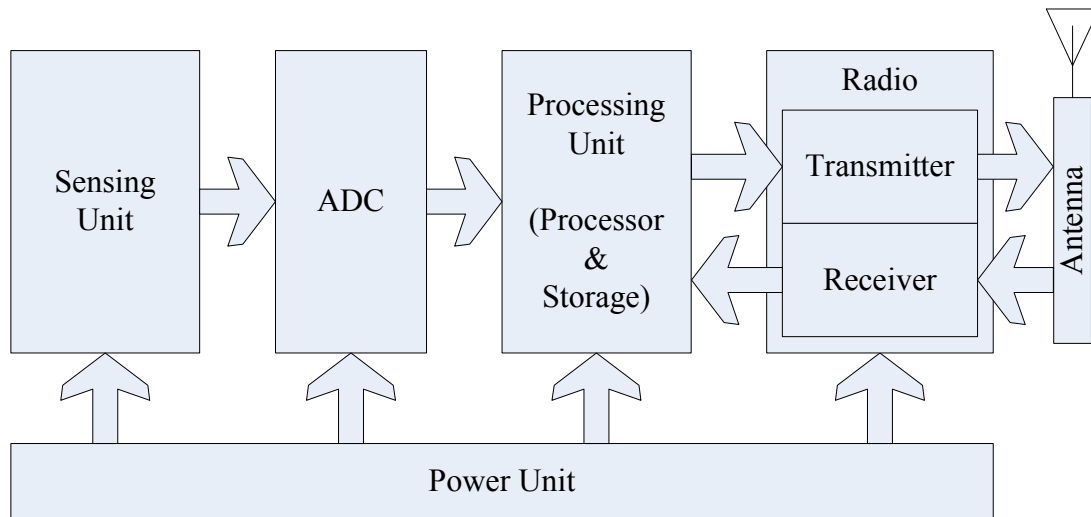 Sensing
Unit
ADC
Processing
Unit
(Processor
&
Storage)
Radio
Transmitter
Receiver
Antenna
Power Unit